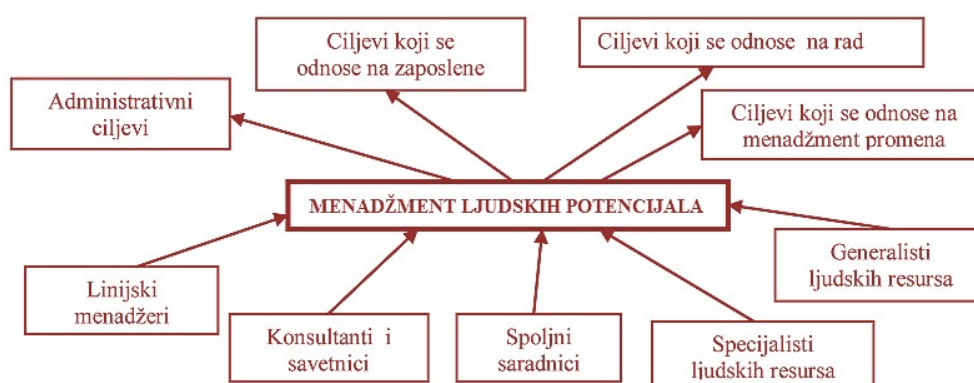 Ciljevi koji se
odnose na zaposlene
Ciljevi koji se odnose na rad
Administrativni
ciljevi
Ciljevi koji se odnose na
menadžment promena
MENADŽMENT LJUDSKIH POTENCIJALA
Linijski
menadžeri
Konsultanti i
savetnici
Spoljni
saradnici
Specijalisti
ljudskih resursa
Generalisti
ljudskih resursa